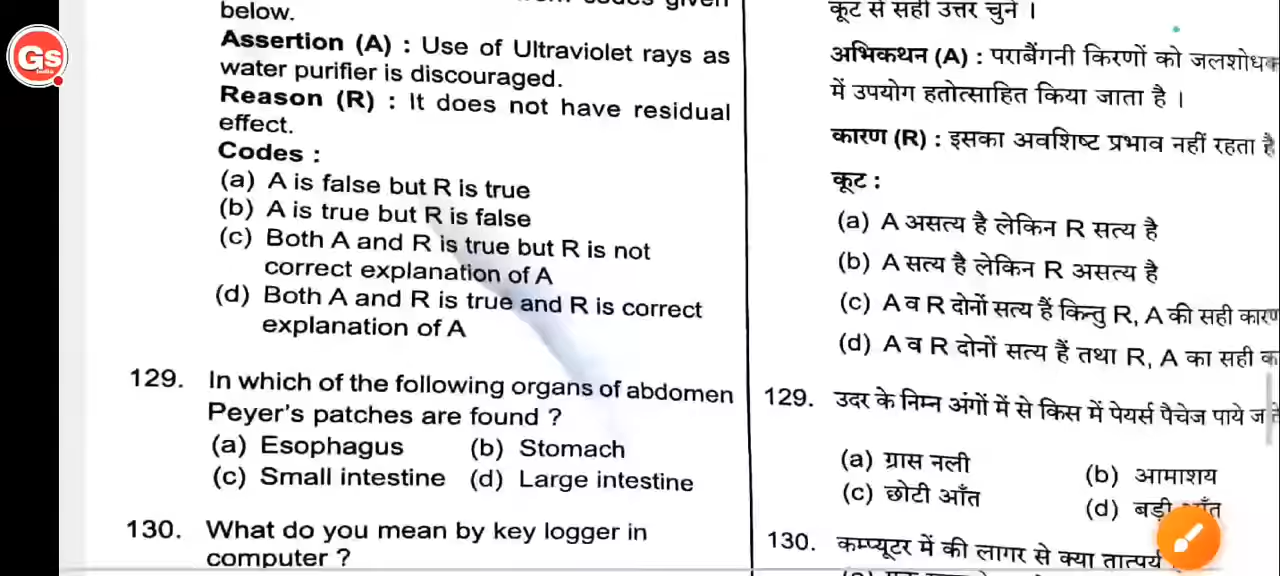 GS
below.
Assertion (A) : Use of Ultraviolet rays as
water purifier is discouraged.
Reason (R) : It does not have residual
effect.
Codes :
(a) A is false but R is true
(b) A is true but R is false
(c) Both A and R is true but R is not
correct explanation of A
(d) Both A and R is true and R is correct
explanation of A
129. In which of the following organs of abdomen
Peyer's patches are found ?
(a) Esophagus (b) Stomach
(c) Small intestine (d) Large intestine
130. What do you mean by key logger in
computer ?
कूट से सही उत्तर चुनें ।
अभिकथन (A) : पराबैंगनी किरणों को
में उपयोग हतोत्साहित किया जाता है ।
कारण (R) : इसका अवशिष्ट प्रभाव नहीं रहता है
कूट :
(a) A असत्य है लेकिन R सत्य है
(b) A सत्य है लेकिन R असत्य है
(c) A व R दोनों सत्य हैं किन्तु R, A की सही
(d) A व R दोनों सत्य हैं तथा R, A का सही
129. उदर के निम्न अंगों में से किस में पेयर्स पैचेज पाये
(a) ग्रास नली
(b) आमाशय
(c) छोटी आँत
(d) बड़ी
130. कम्प्यूटर में की लागर से क्या तात्पर्य